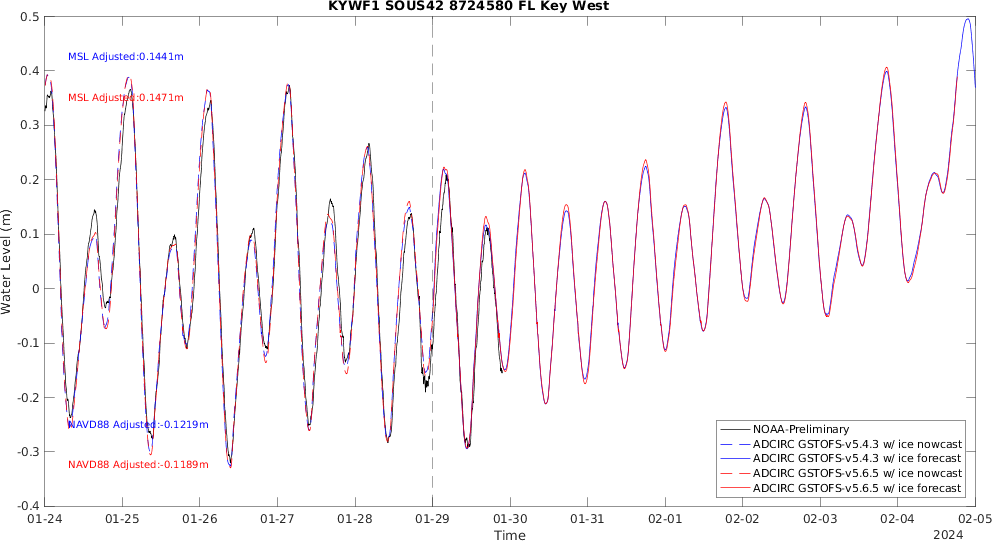 KYWF1 SOUS42 8724580 FL Key West
0.5
0.4
0.3
0.2
0.1
0
-0.1
-0.2
-0.3
-0.4
Water Level (m)
MSL Adjusted:0.1441m
MSL Adjusted:0.1471m
NAVD88 Adjusted:-0.1219m
NAVD88 Adjusted:-0.1189m
NOAA-Preliminary
ADCIRC GSTOFS-v5.4.3 w/ ice nowcast
ADCIRC GSTOFS-v5.4.3 w/ ice forecast
ADCIRC GSTOFS-v5.6.5 w/ ice nowcast
ADCIRC GSTOFS-v5.6.5 w/ ice forecast
01-24 01-25 01-26 01-27 01-28 01-29 01-30 01-31 02-01 02-02 02-03 02-04 02-05
Time
2024